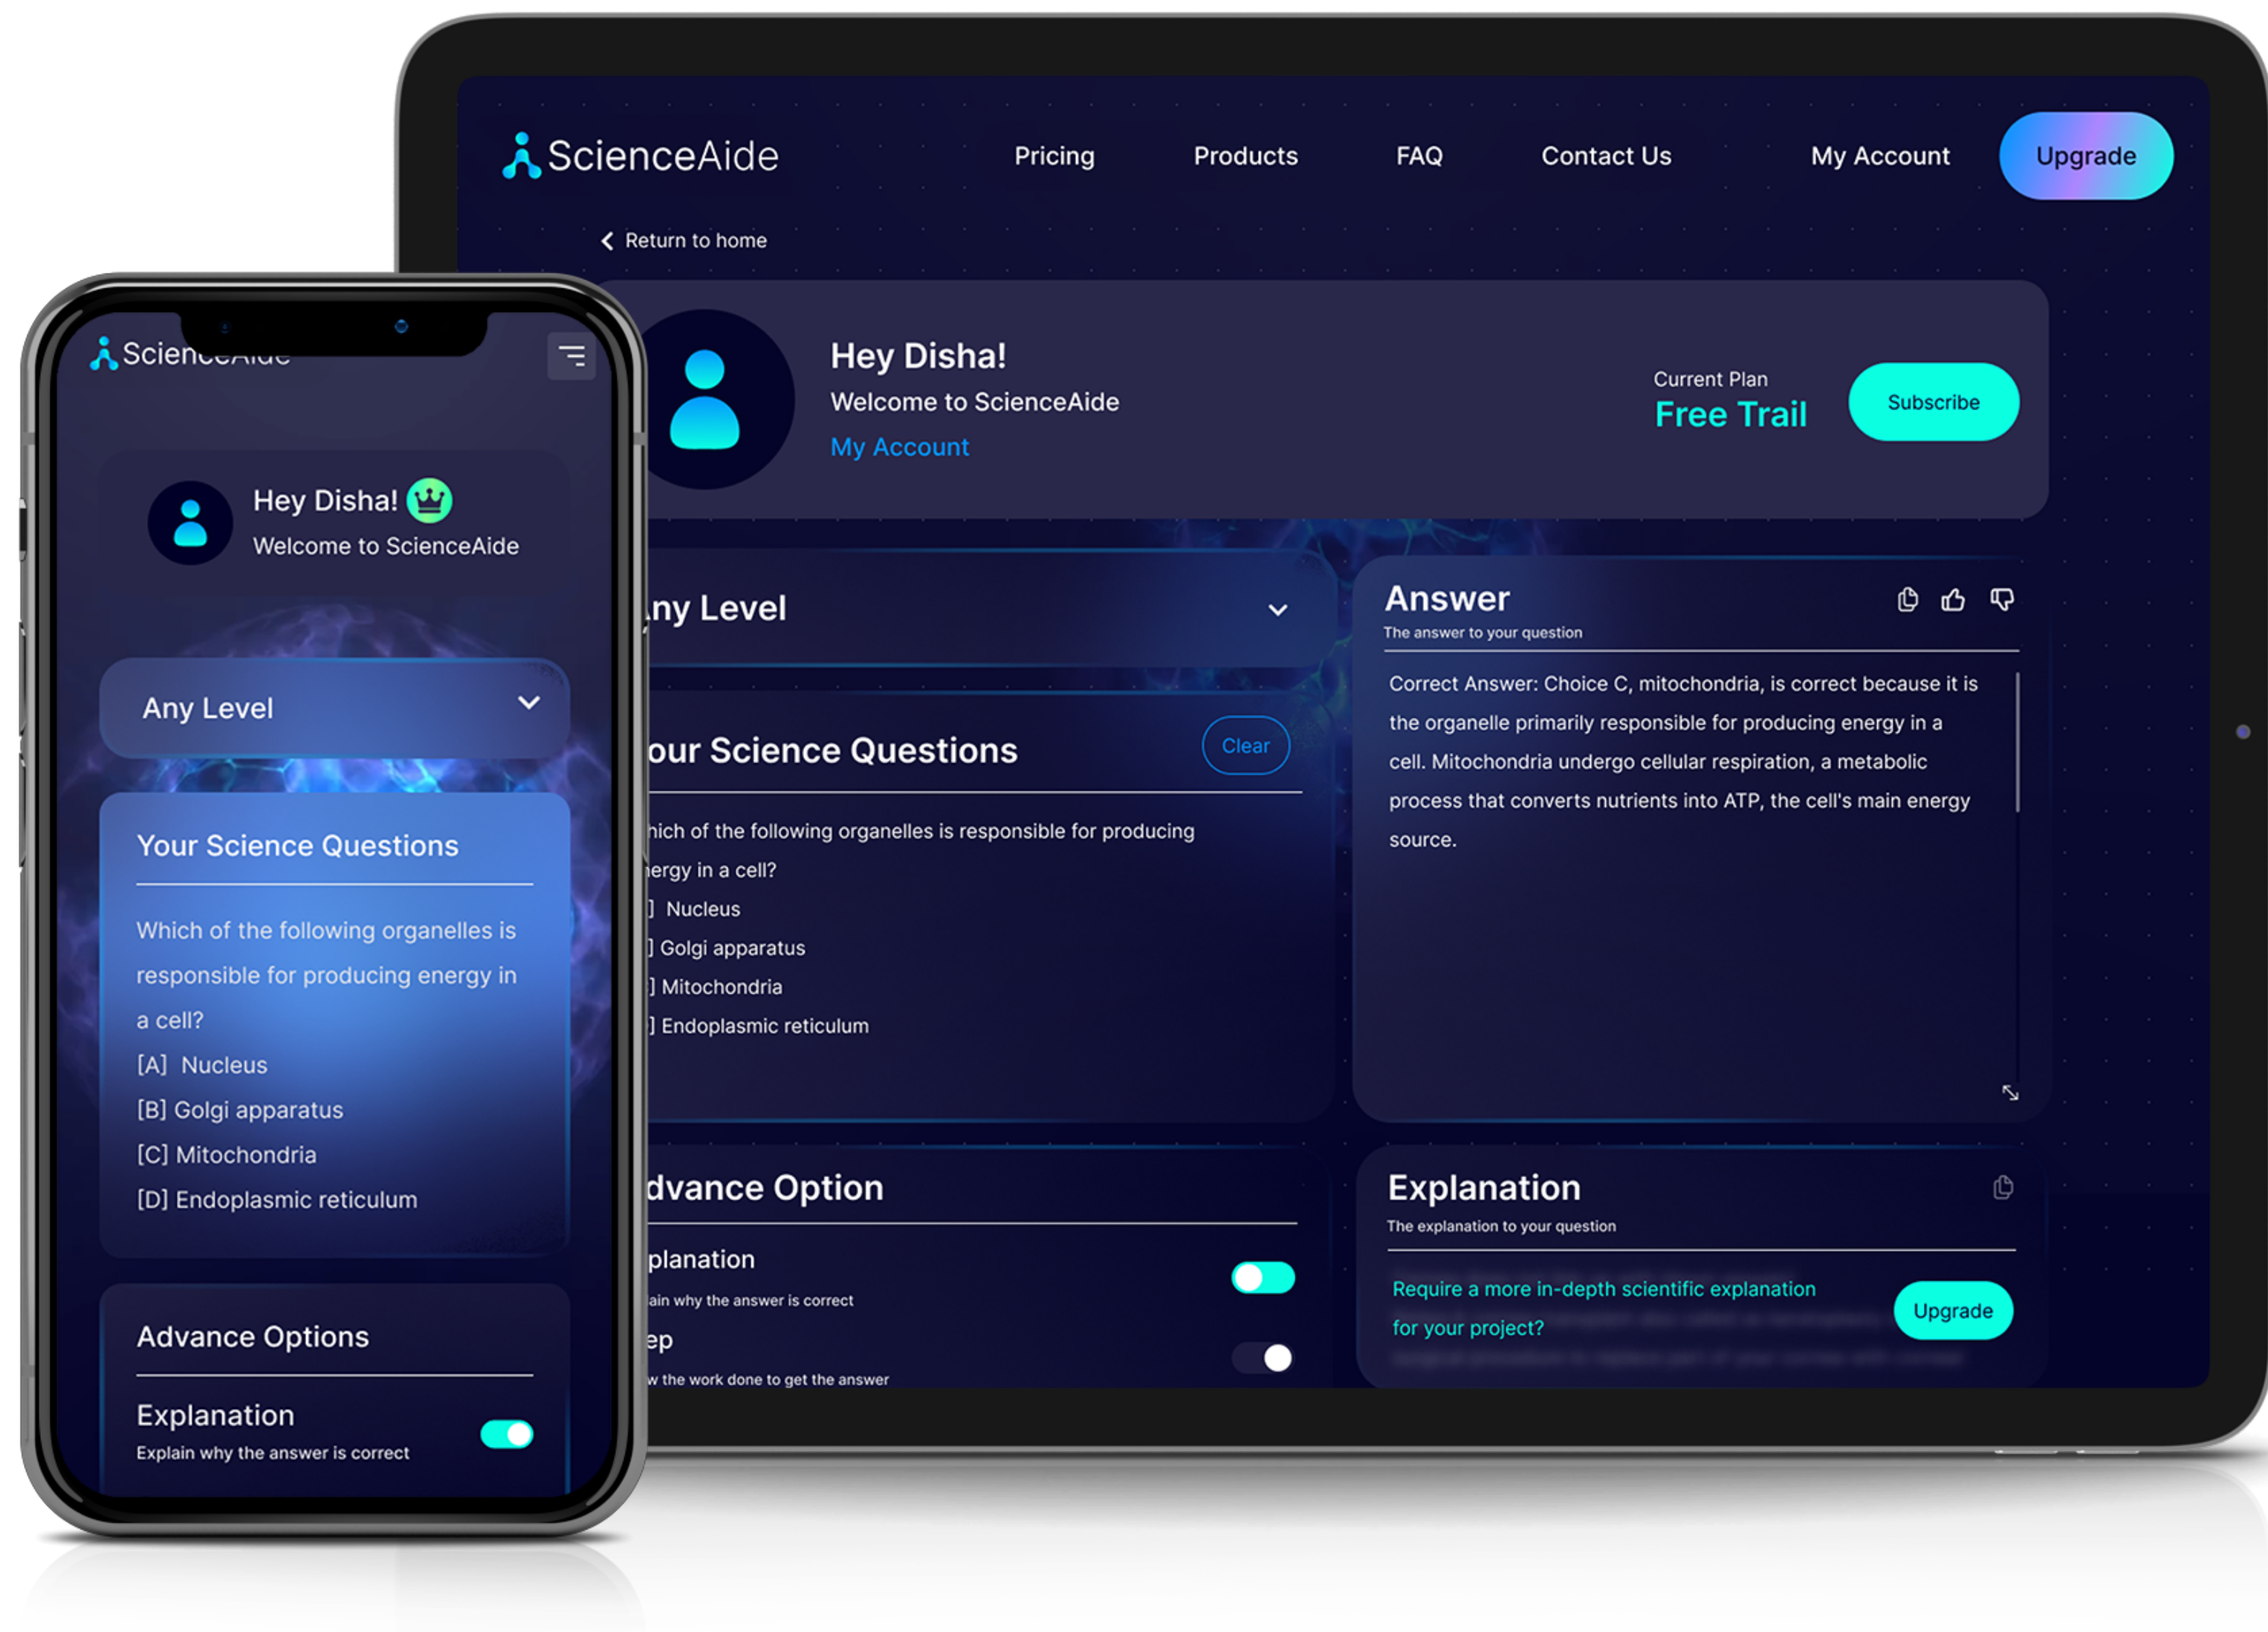 ScienceAide
Pricing
Products
FAQ
Contact Us
My Account
Upgrade
Return to home
Hey Disha!
Welcome to ScienceAide
My Account
Current Plan
Free Trail
Subscribe
ny Level
our Science Questions
Clear
hich of the following organelles is responsible for producing
ergy in a cell?
] Nucleus
] Golgi apparatus
] Mitochondria
] Endoplasmic reticulum
Answer
The answer to your question
Correct Answer: Choice C, mitochondria, is correct because it is
the organelle primarily responsible for producing energy in a
cell. Mitochondria undergo cellular respiration, a metabolic
process that converts nutrients into ATP, the cell's main energy
source.
dvance Option
planation
ain why the answer is correct
ep
w the work done to get the answer
Explanation
The explanation to your question
Require a more in-depth scientific explanation
for your project?
Upgrade
ScienceAide
Hey Disha!
Welcome to ScienceAide
Any Level
Your Science Questions
Which of the following organelles is
responsible for producing energy in
a cell?
[A] Nucleus
[B] Golgi apparatus
[C] Mitochondria
[D] Endoplasmic reticulum
Advance Options
Explanation
Explain why the answer is correct